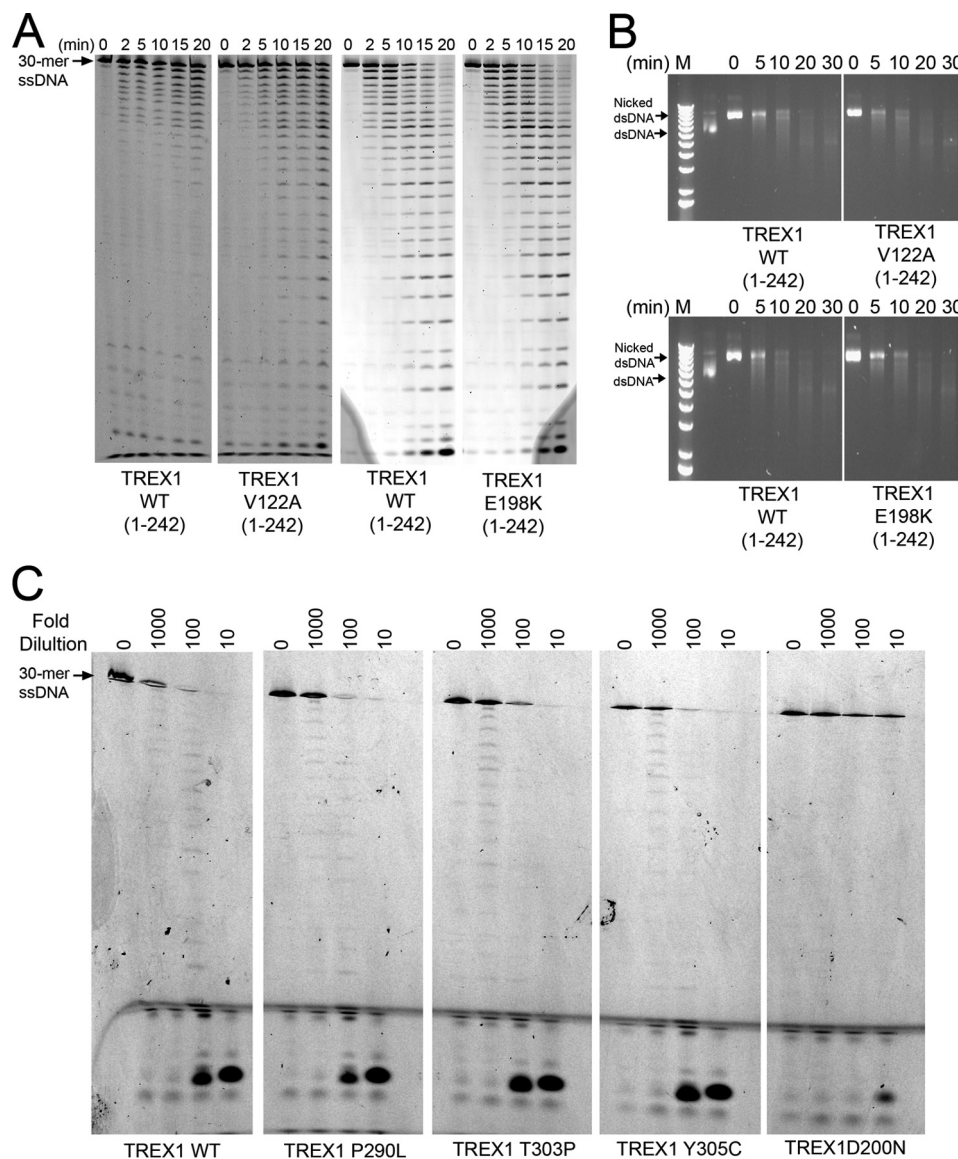 A
(min) 0 2 5 10 15 20 0 2 5 10 15 20 0 2 5 10 15 20 0 2 5 10 15 20
30-mer
ssDNA
TREX1
WT
(1-242)
TREX1
V122A
(1-242)
TREX1
WT
(1-242)
TREX1
E198K
(1-242)
B
(min) M 0 5 10 20 30 0 5 10 20 30
Nicked
dsDNA
dsDNA
TREX1
WT
(1-242)
TREX1
V122A
(1-242)
(min) M 0 5 10 20 30 0 5 10 20 30
Nicked
dsDNA
dsDNA
TREX1
WT
(1-242)
TREX1
E198K
(1-242)
C
Fold
Dilultion
0 1000 100 10 0 1000 100 10 0 1000 100 10 0 1000 100 10 0 1000 100 10
30-mer
ssDNA
TREX1 WT
TREX1 P290L
TREX1 T303P
TREX1 Y305C
TREX1D200N